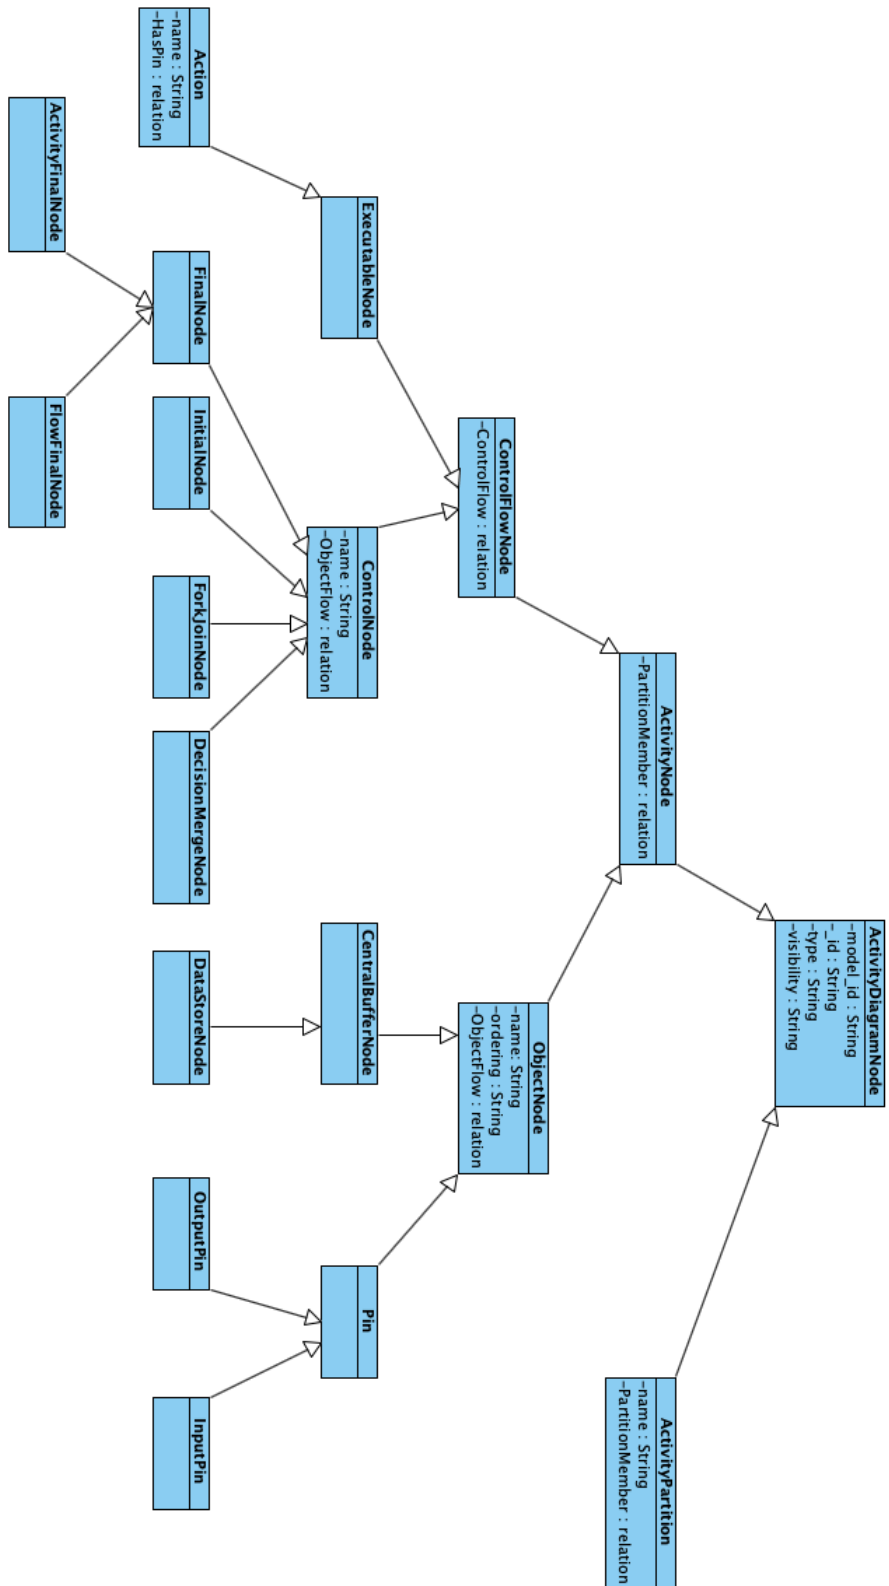 ActivityDiagramNode
-model_id : String
-_id : String
-type : String
-visibility : String
ActivityNode
-PartitionMember : relation
ActivityPartition
-name : String
-PartitionMember : relation
ControlFlowNode
-ControlFlow : relation
ObjectNode
-name: String
-ordering : String
-ObjectFlow : relation
ExecutableNode
ControlNode
-name : String
-ObjectFlow : relation
CentralBufferNode
Pin
Action
-name : String
-HasPin : relation
FinalNode
InitialNode
ForkJoinNode
DecisionMergeNode
DataStoreNode
OutputPin
InputPin
ActivityFinalNode
FlowFinalNode